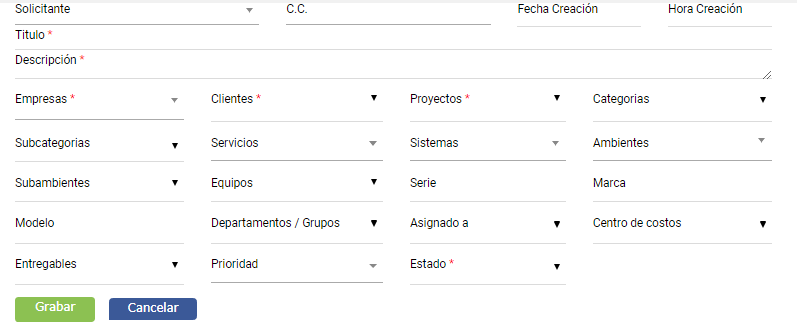 Solicitante C.C. Fecha Creación Hora Creación
Titulo *
Descripción *
Empresas * Clientes * Proyectos * Categorias
Subcategorias Servicios Sistemas Ambientes
Subambientes Equipos Serie Marca
Modelo Departamentos / Grupos Asignado a Centro de costos
Entregables Prioridad Estado *
Grabar Cancelar